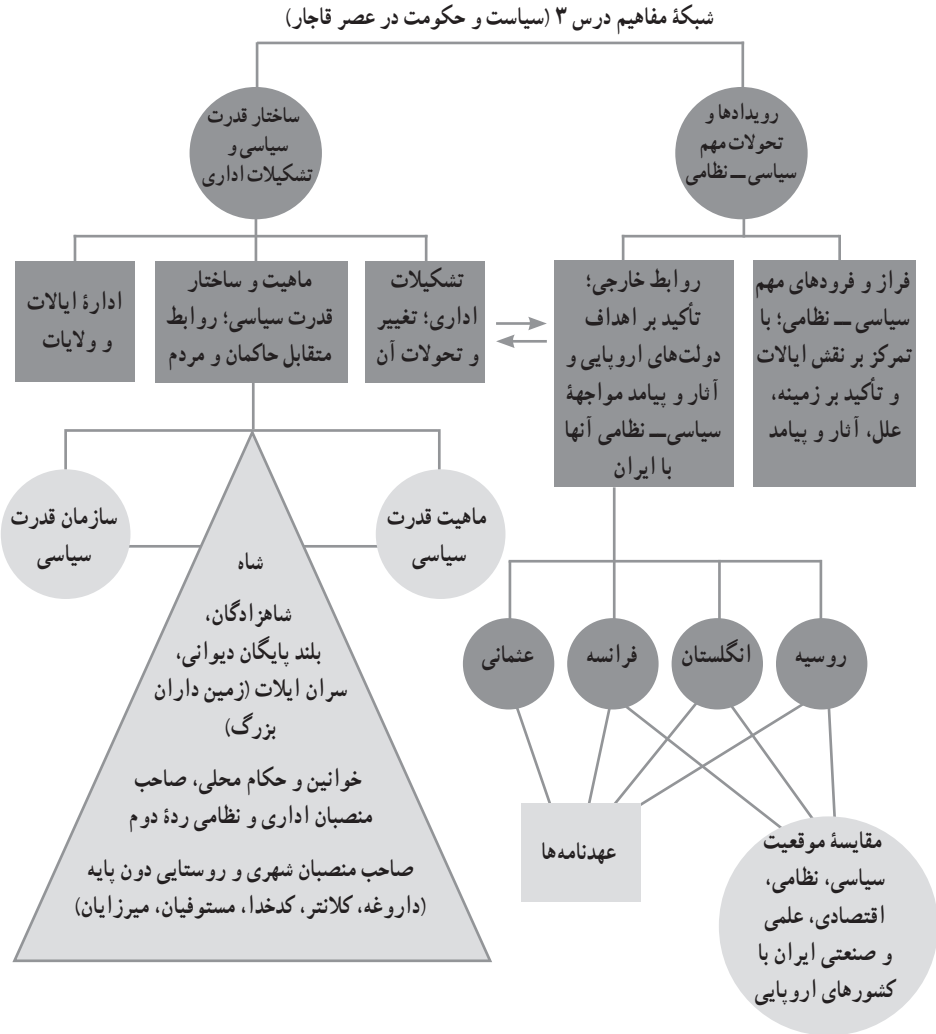 شبکهٔ مفاهیم درس ۳ (سیاست و حکومت در عصر قاجار)
رویدادها و
تحولات مهم
سیاسی – نظامی
ساختار قدرت
سیاسی و
تشکیلات اداری
فراز و فرودهای مهم
سیاسی – نظامی؛ با
تمرکز بر نقش ایالات
و تأکید بر زمینه،
علل، آثار و پیامد
روابط خارجی؛
تأکید بر اهداف
دولت‌های اروپایی و
آثار و پیامد مواجههٔ
سیاسی – نظامی آنها
با ایران
تشکیلات
اداری؛ تغییر
و تحولات آن
ماهیت و ساختار
قدرت سیاسی؛ روابط
متقابل حاکمان و مردم
ادارهٔ ایالات
و ولایات
ماهیت قدرت
سیاسی
سازمان قدرت
سیاسی
شاه
شاهزادگان،
بلند پایگان دیوانی،
سران ایلات (زمین داران
بزرگ)
خوانین و حکام محلی، صاحب
منصبان اداری و نظامی ردهٔ دوم
صاحب منصبان شهری و روستایی دون پایه
(داروغه، کلانتر، کدخدا، مستوفیان، میرزایان)
روسیه
انگلستان
فرانسه
عثمانی
عهدنامه‌ها
مقایسهٔ موقعیت
سیاسی، نظامی،
اقتصادی، علمی
و صنعتی ایران با
کشورهای اروپایی